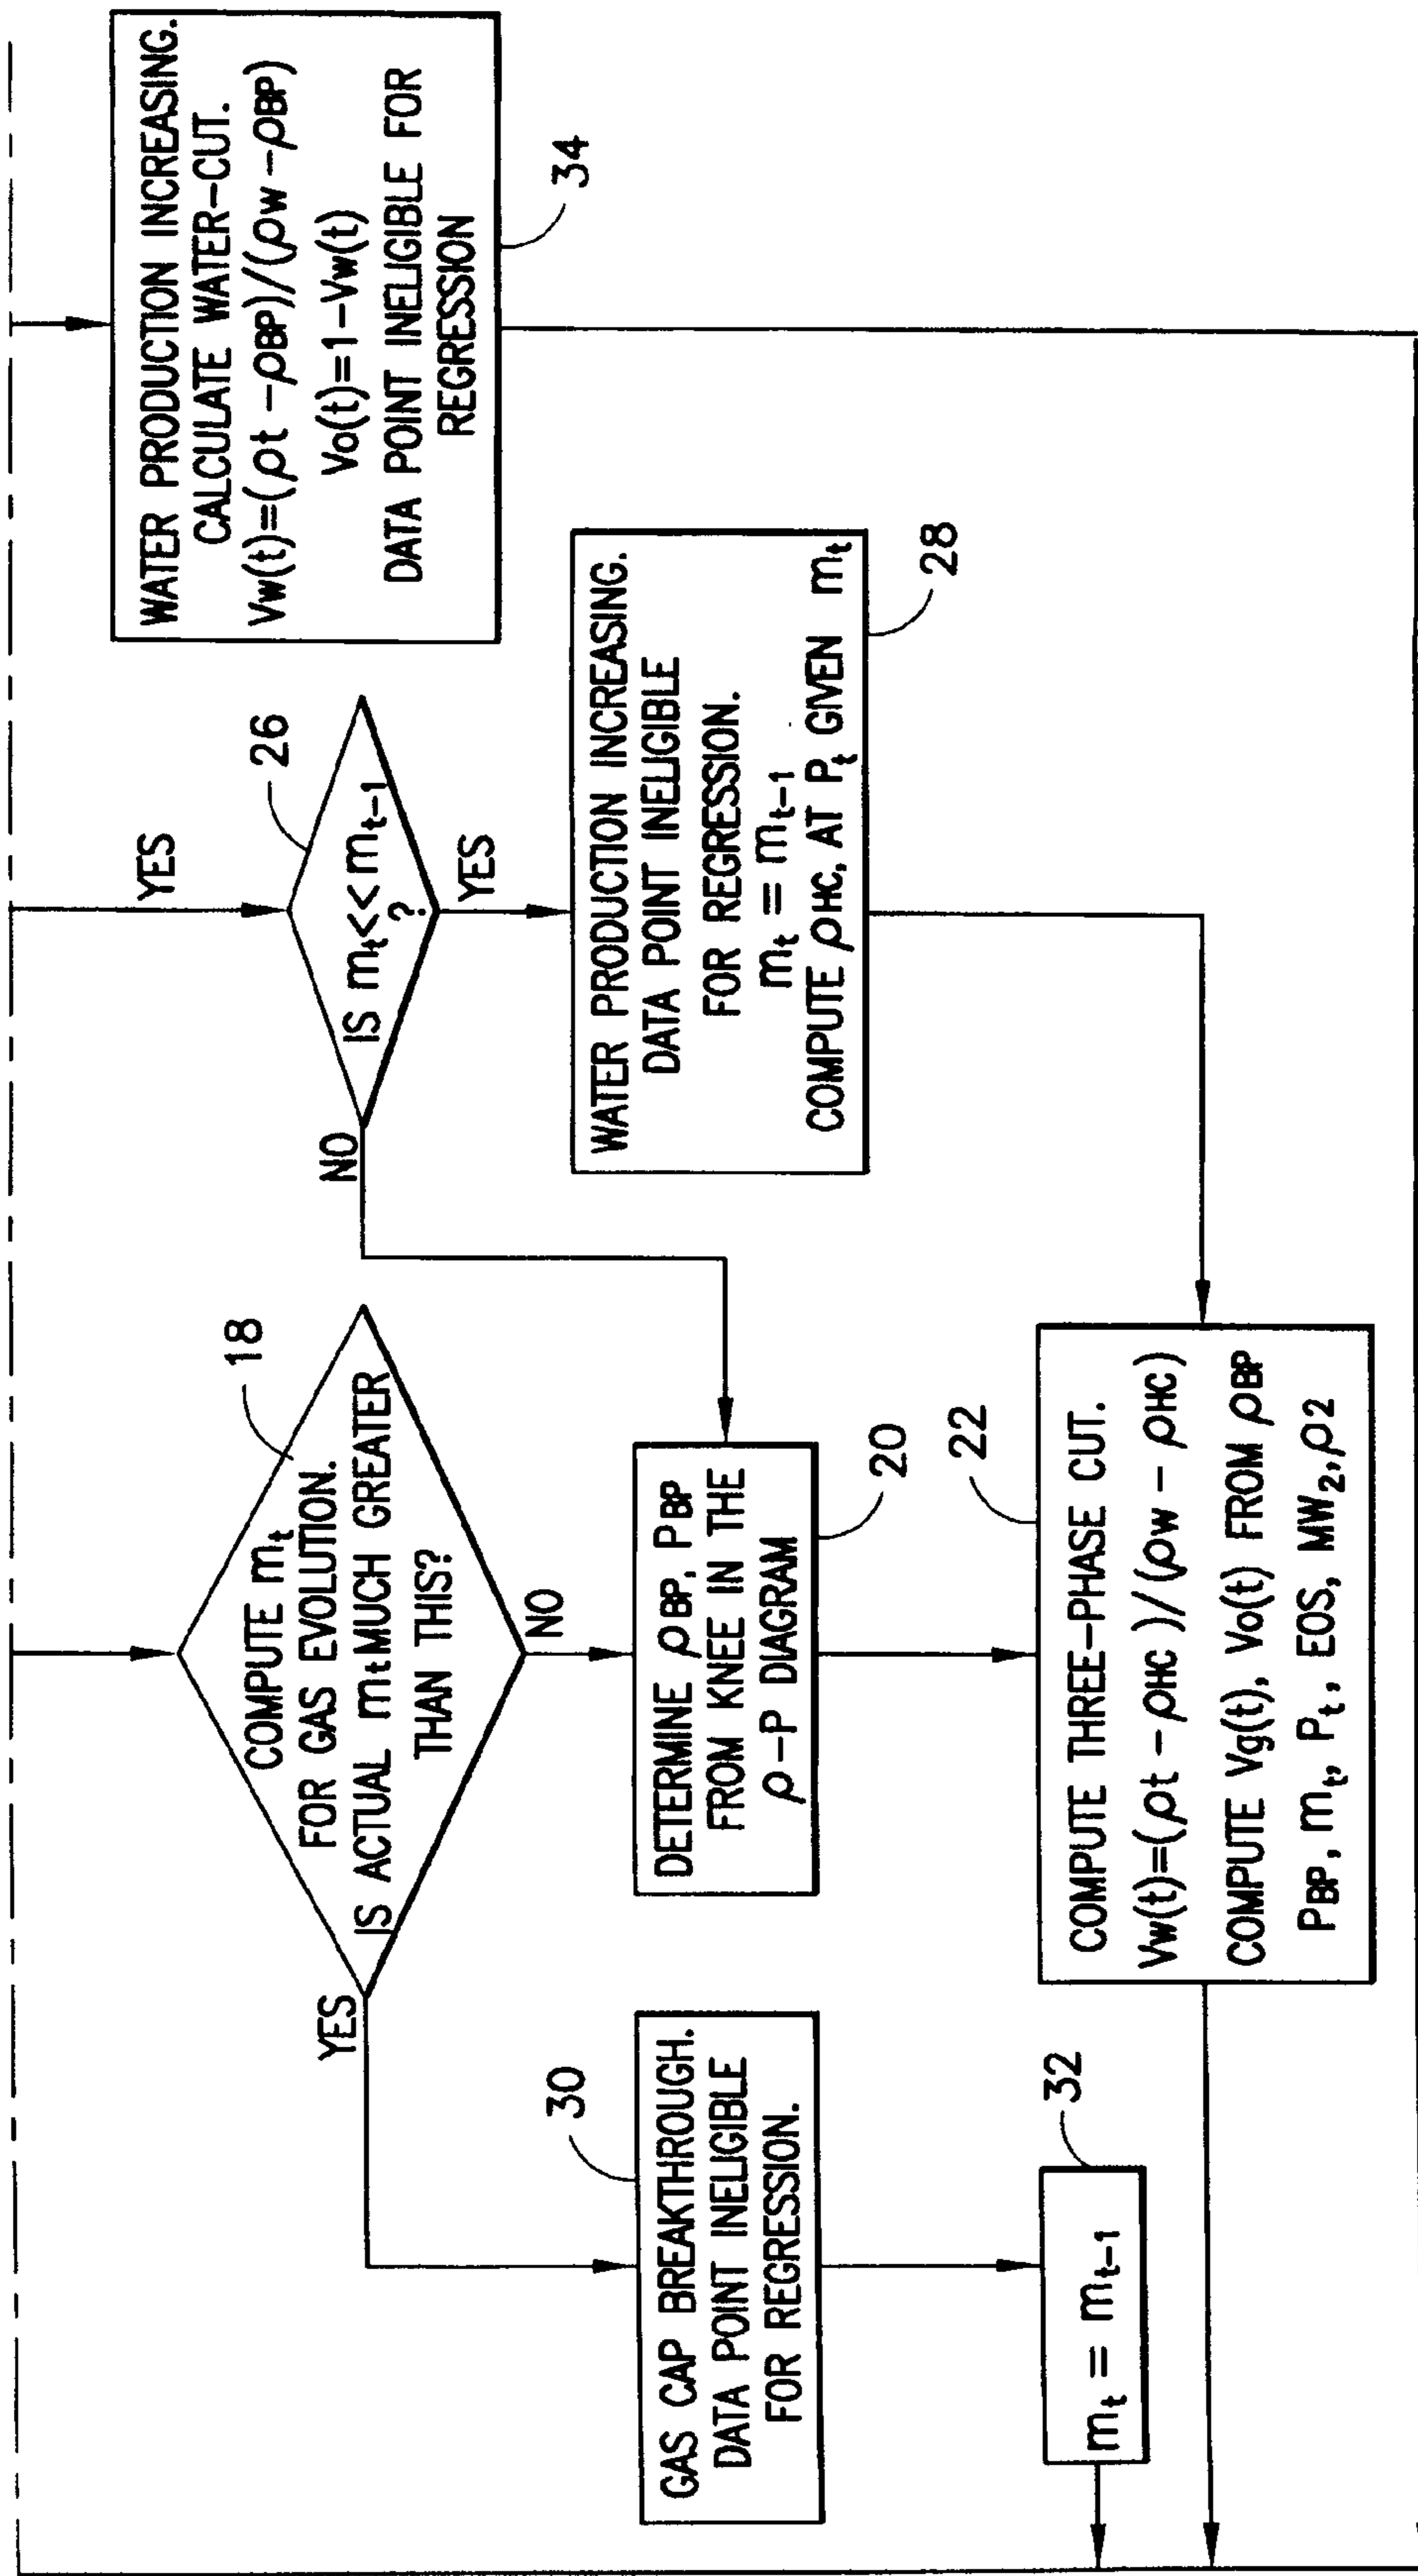 COMPUTE mt
FOR GAS EVOLUTION.
IS ACTUAL mt MUCH GREATER
THAN THIS?
18
YES
NO
YES
IS mt<<mt-1
?
26
NO
YES
WATER PRODUCTION INCREASING.
CALCULATE WATER-CUT.
Vw(t)=(ρt -ρBP)/(ρw -ρBP)
Vo(t)=1-Vw(t)
DATA POINT INELIGIBLE FOR
REGRESSION
34
GAS CAP BREAKTHROUGH.
DATA POINT INELIGIBLE
FOR REGRESSION.
30
DETERMINE ρBP, PBP
FROM KNEE IN THE
ρ-P DIAGRAM
20
WATER PRODUCTION INCREASING.
DATA POINT INELIGIBLE
FOR REGRESSION.
mt = mt-1
COMPUTE ρHC, AT Pt GIVEN mt
28
mt = mt-1
32
COMPUTE THREE-PHASE CUT.
Vw(t)=(ρt - ρHC )/(ρw - ρHC)
COMPUTE Vg(t), Vo(t) FROM ρBP
PBP, mt, Pt, EOS, MW2, ρ2
22